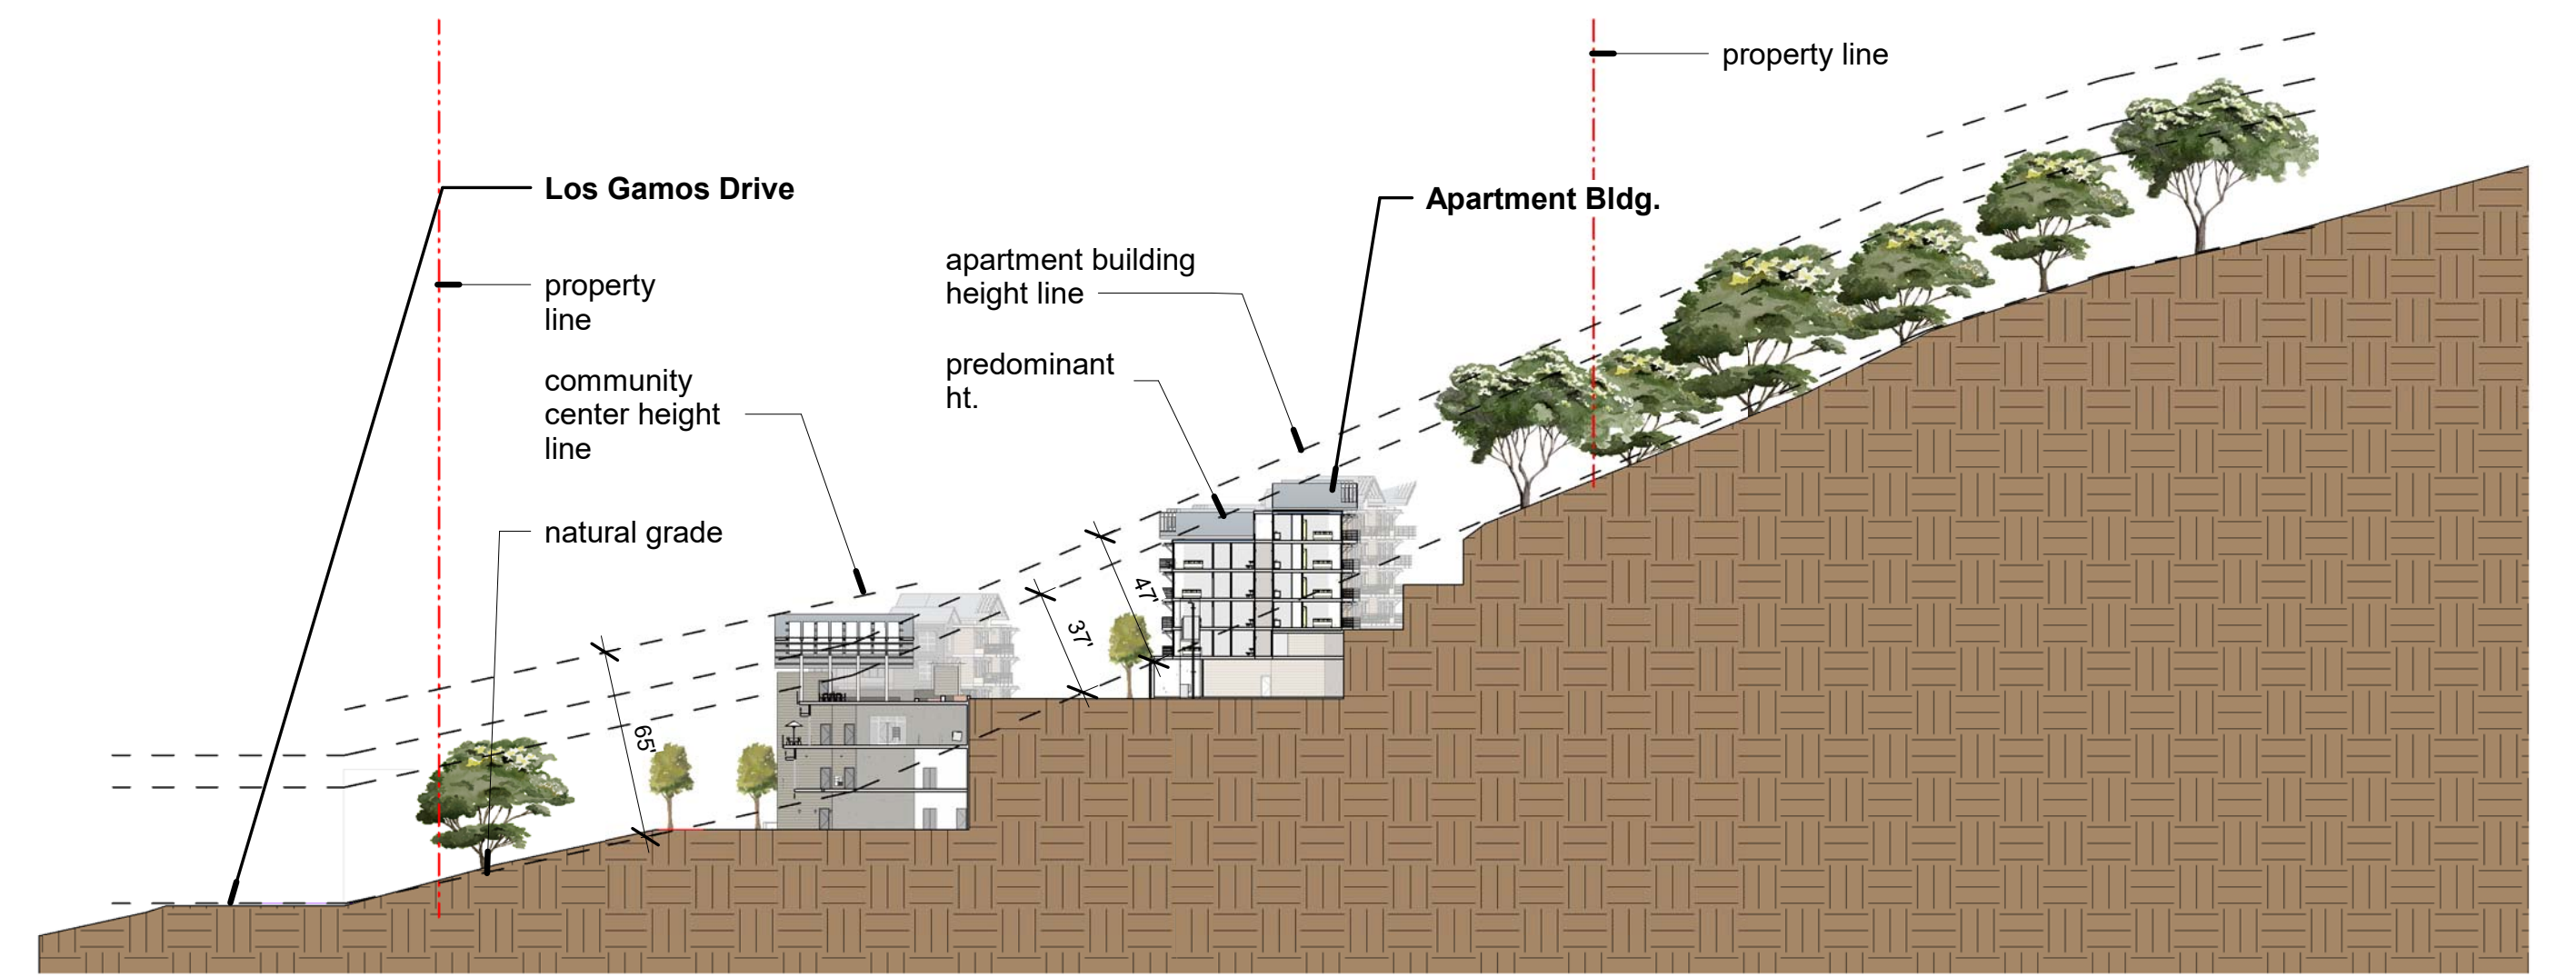 property line
Los Gamos Drive
Apartment Bldg.
property
line
apartment building
height line
community
center height
line
predominant
ht.
natural grade
47'
37'
65'